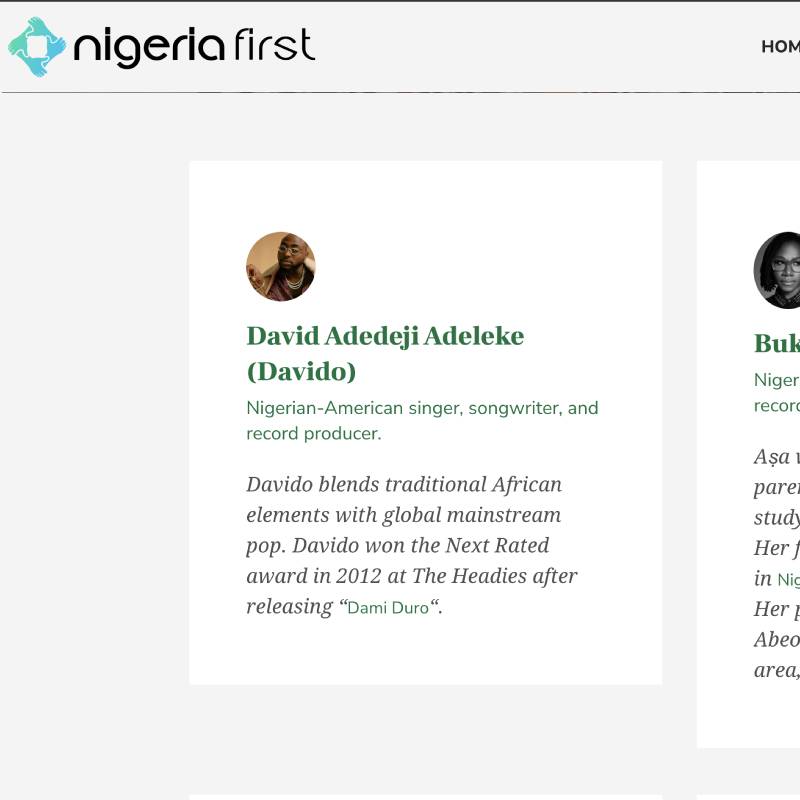 nigeria first
HOM
David Adedeji Adeleke
(Davido)
Nigerian-American singer, songwriter, and
record producer.
Davido blends traditional African
elements with global mainstream
pop. Davido won the Next Rated
award in 2012 at The Headies after
releasing “Dami Duro“.
Buk
Niger
record
Aṣa w
paren
study
Her f
in Nig
Her p
Abeo
area,